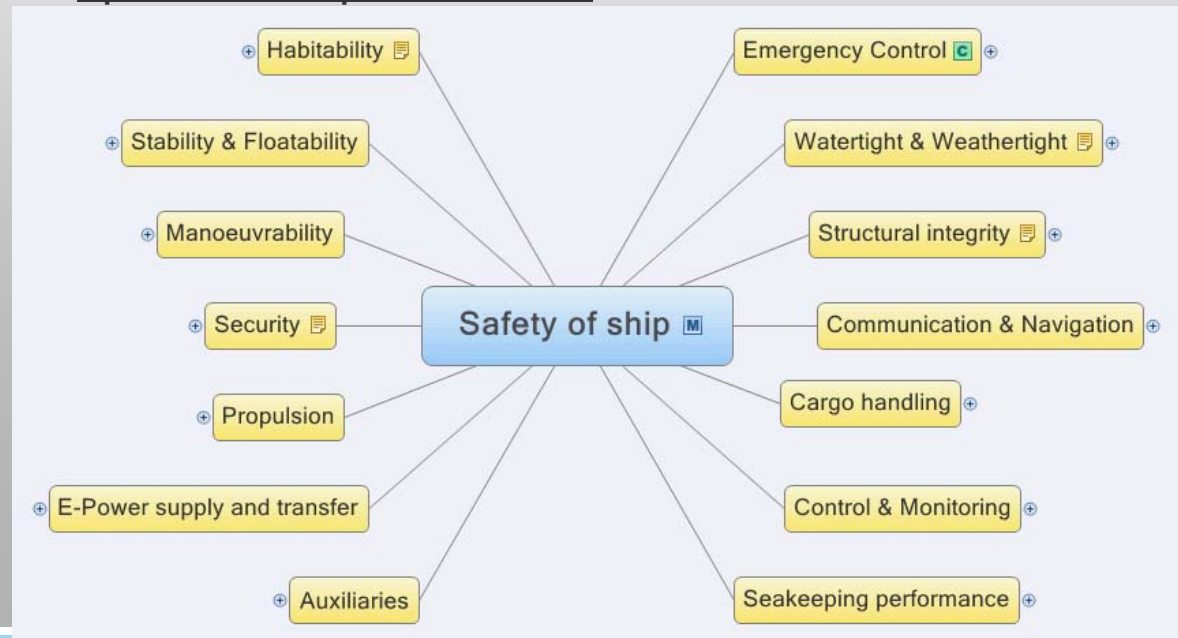 Habitability
Emergency Control C
Stability & Floatability
Watertight & Weathertight
Manoeuvrability
Structural integrity
Security
Safety of ship M
Communication & Navigation
Propulsion
Cargo handling
E-Power supply and transfer
Control & Monitoring
Auxiliaries
Seakeeping performance